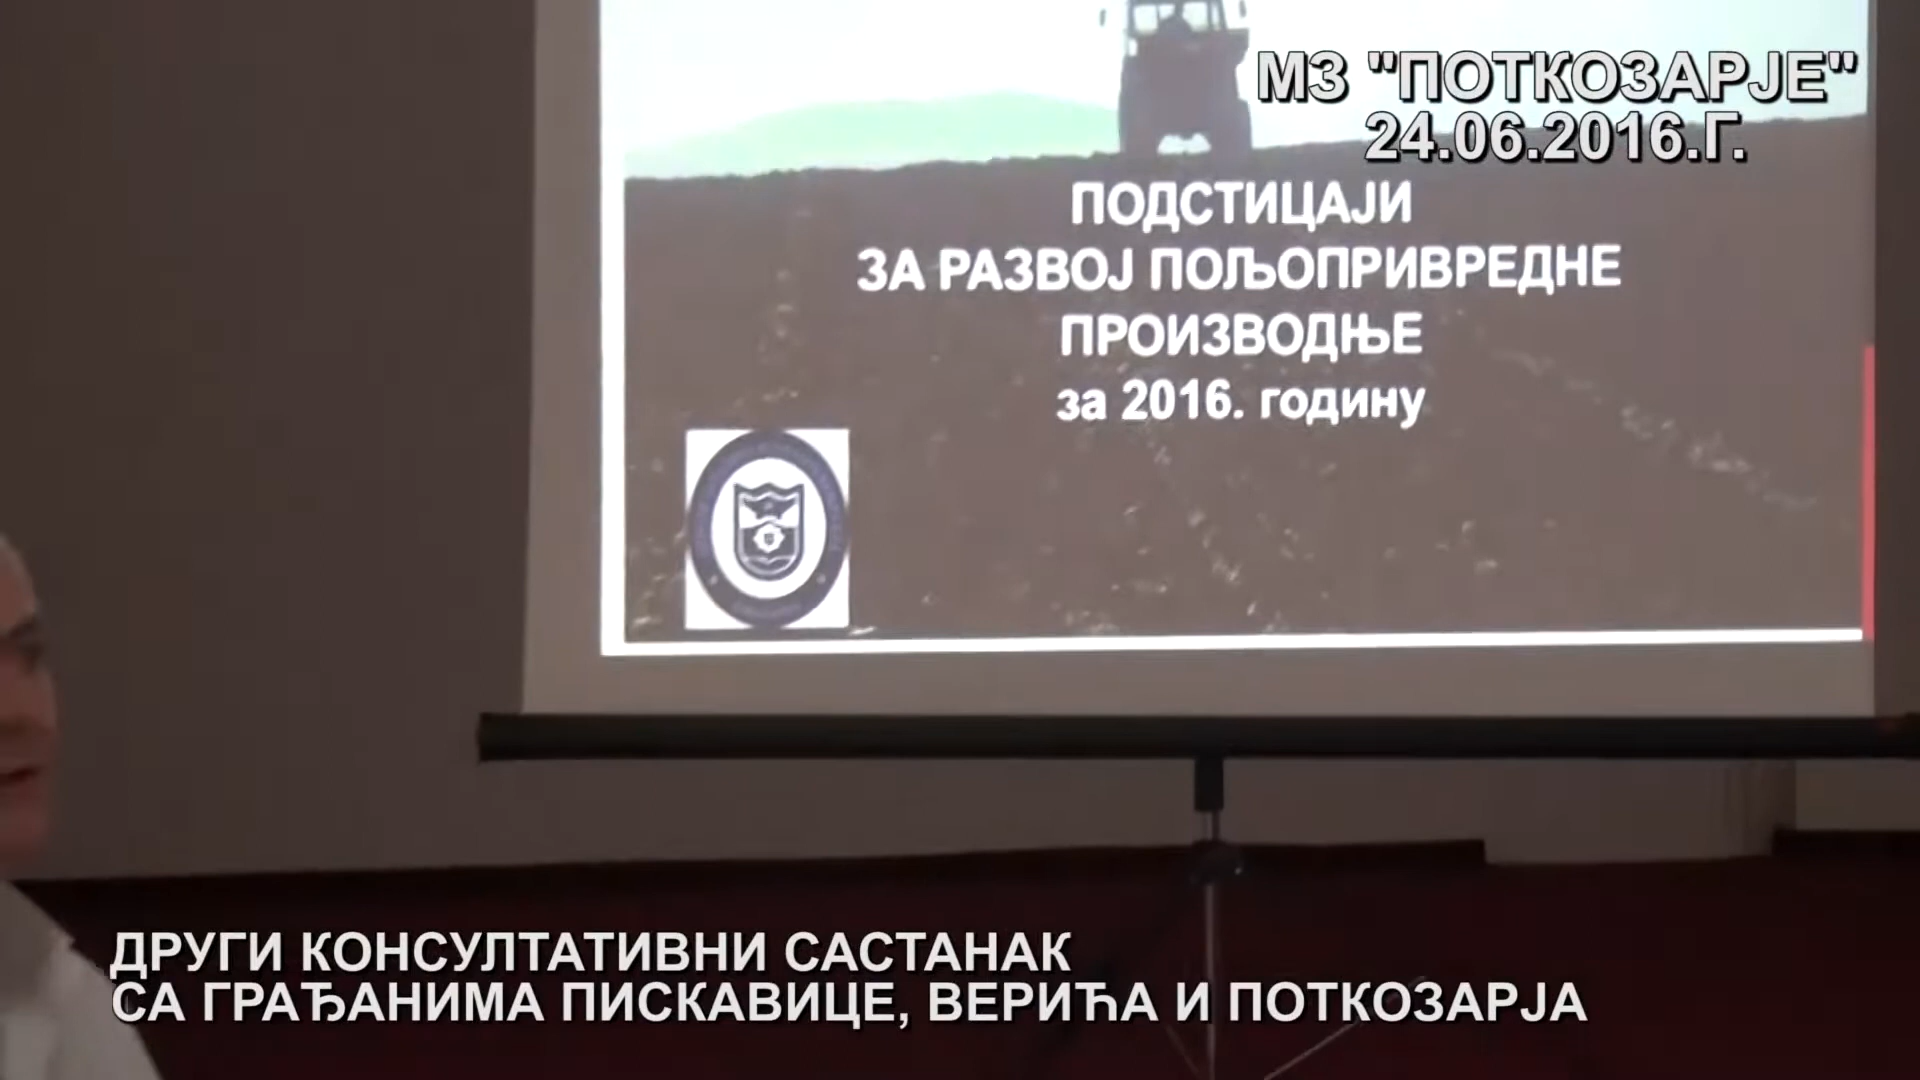 МЗ "ПОТКОЗАРЈЕ"
24.06.2016.Г.
ПОДСТИЦАЈИ
ЗА РАЗВОЈ ПОЉОПРИВРЕДНЕ
ПРОИЗВОДЊЕ
за 2016. годину
ДРУГИ КОНСУЛТАТИВНИ САСТАНАК
СА ГРАЂАНИМА ПИСКАВИЦЕ, ВЕРИЋА И ПОТКОЗАРЈА